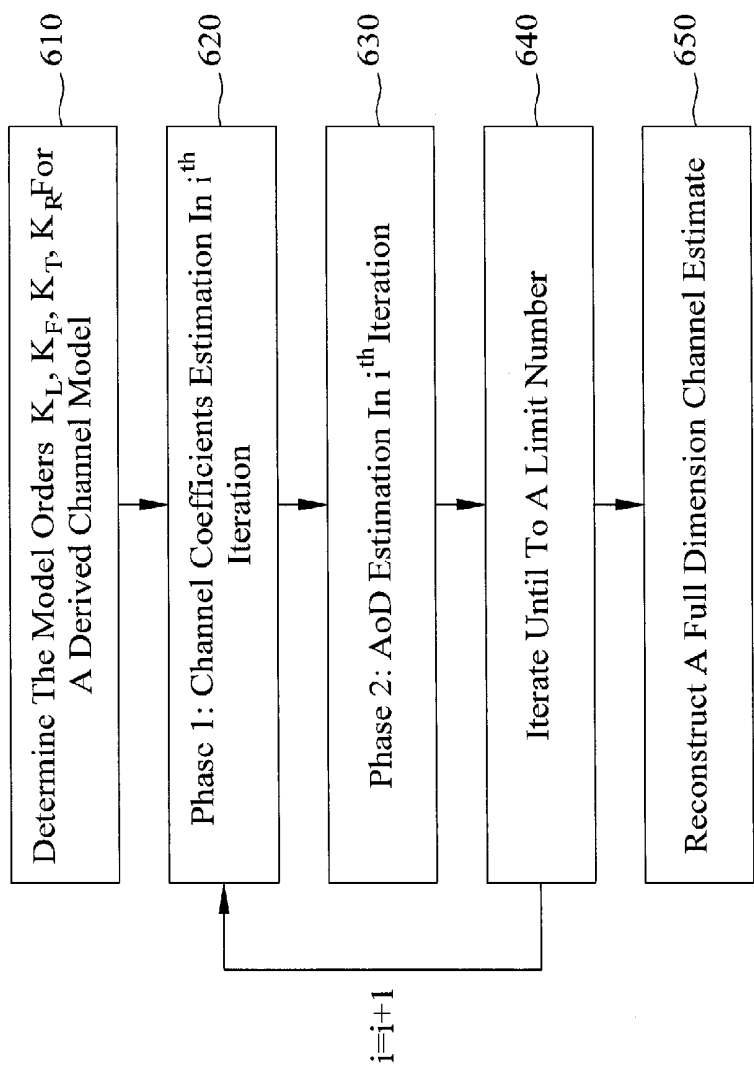 Determine The Model Orders K_L, K_F, K_T, K_R For
A Derived Channel Model
610
Phase 1: Channel Coefficients Estimation In i^th
Iteration
620
Phase 2: AoD Estimation In i^th Iteration
630
Iterate Until To A Limit Number
640
i=i+1
Reconstruct A Full Dimension Channel Estimate
650